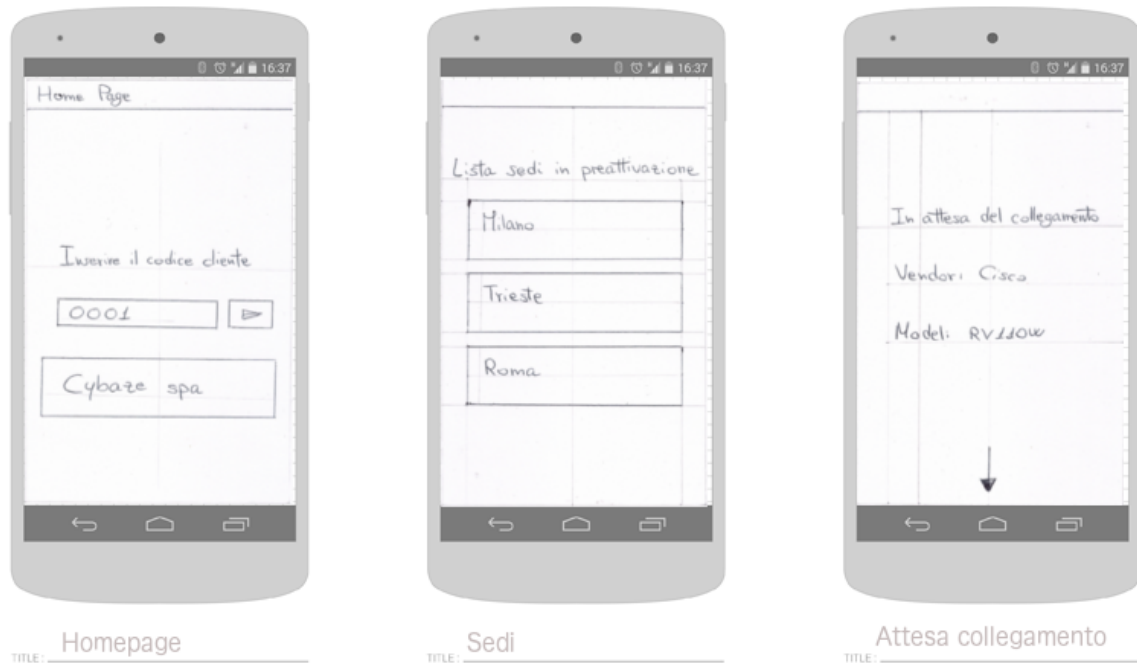 16:37
Home Page
Inserire il codice cliente
0001
Cybaze spa
TITLE: Homepage
16:37
Lista sedi in preattivazione
Milano
Trieste
Roma
TITLE: Sedi
16:37
In attesa del collegamento
Vendor: Cisco
Model: RV110W
TITLE: Attesa collegamento